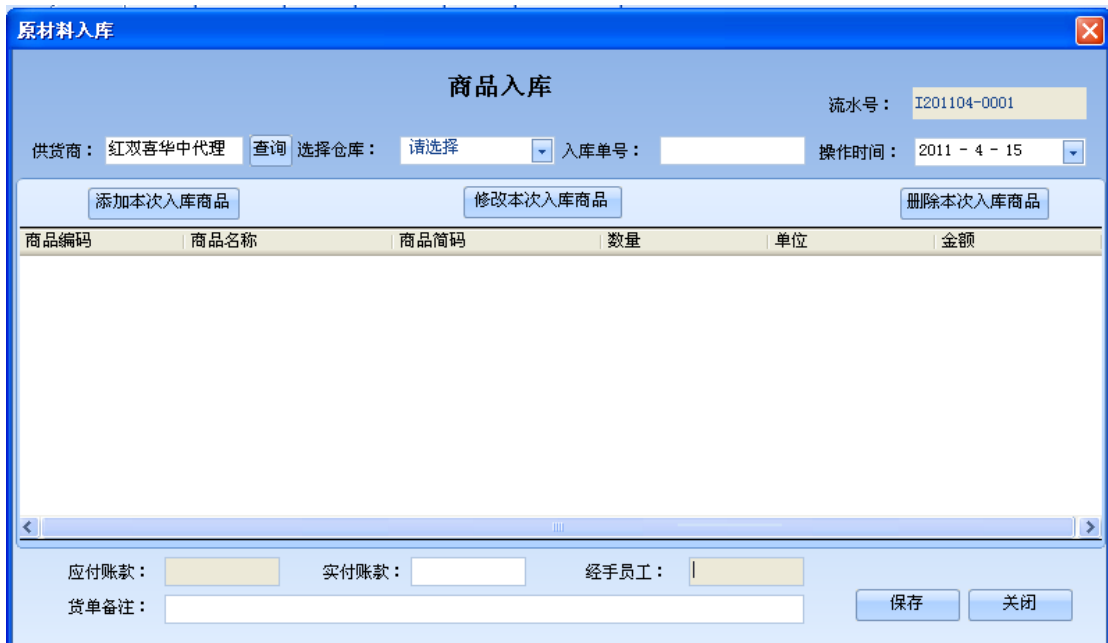 原材料入库
商品入库
流水号： I201104-0001
供货商： 红双喜华中代理 查询 选择仓库： 请选择 入库单号： 操作时间： 2011 - 4 - 15
添加本次入库商品 修改本次入库商品 删除本次入库商品
商品编码 商品名称 商品简码 数量 单位 金额
应付账款： 实付账款： 经手员工：
货单备注： 保存 关闭